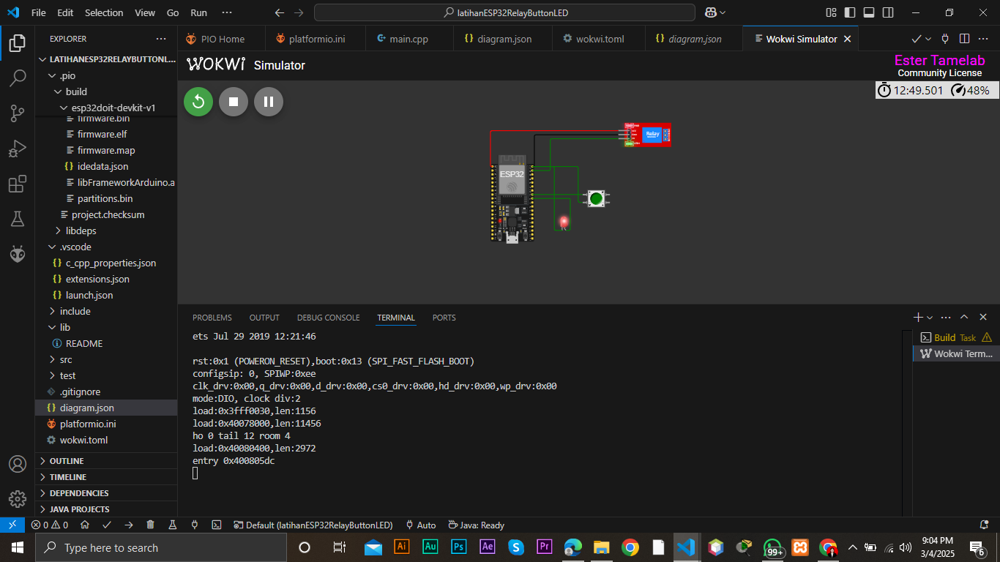 File Edit Selection View Go Run ···
latihanESP32RelayButtonLED
EXPLORER ···
PIO Home platformio.ini main.cpp diagram.json wokwi.toml diagram.json Wokwi Simulator
LATIHANESP32RELAYBUTTONL...
.pio
build
esp32doit-devkit-v1
firmware.bin
firmware.elf
firmware.map
idedata.json
libFrameworkArduino.a
partitions.bin
project.checksum
libdeps
.vscode
c_cpp_properties.json
extensions.json
launch.json
include
lib
README
src
test
.gitignore
diagram.json
platformio.ini
wokwi.toml
OUTLINE
TIMELINE
DEPENDENCIES
JAVA PROJECTS
WOKWi Simulator
Ester Tamelab
Community License
12:49.501 48%
Relay
ESP32
PROBLEMS OUTPUT DEBUG CONSOLE TERMINAL PORTS
ets Jul 29 2019 12:21:46
rst:0x1 (POWERON_RESET),boot:0x13 (SPI_FAST_FLASH_BOOT)
configsip: 0, SPIWP:0xee
clk_drv:0x00,q_drv:0x00,d_drv:0x00,cs0_drv:0x00,hd_drv:0x00,wp_drv:0x00
mode:DIO, clock div:2
load:0x3fff0030,len:1156
load:0x40078000,len:11456
ho 0 tail 12 room 4
load:0x40080400,len:2972
entry 0x400805dc
Build Task
Wokwi Term...
0 0 Default (latihanESP32RelayButtonLED) Auto Java: Ready
Type here to search
Ai Au Ps Ae Pr 99+
9:04 PM
3/4/2025
6